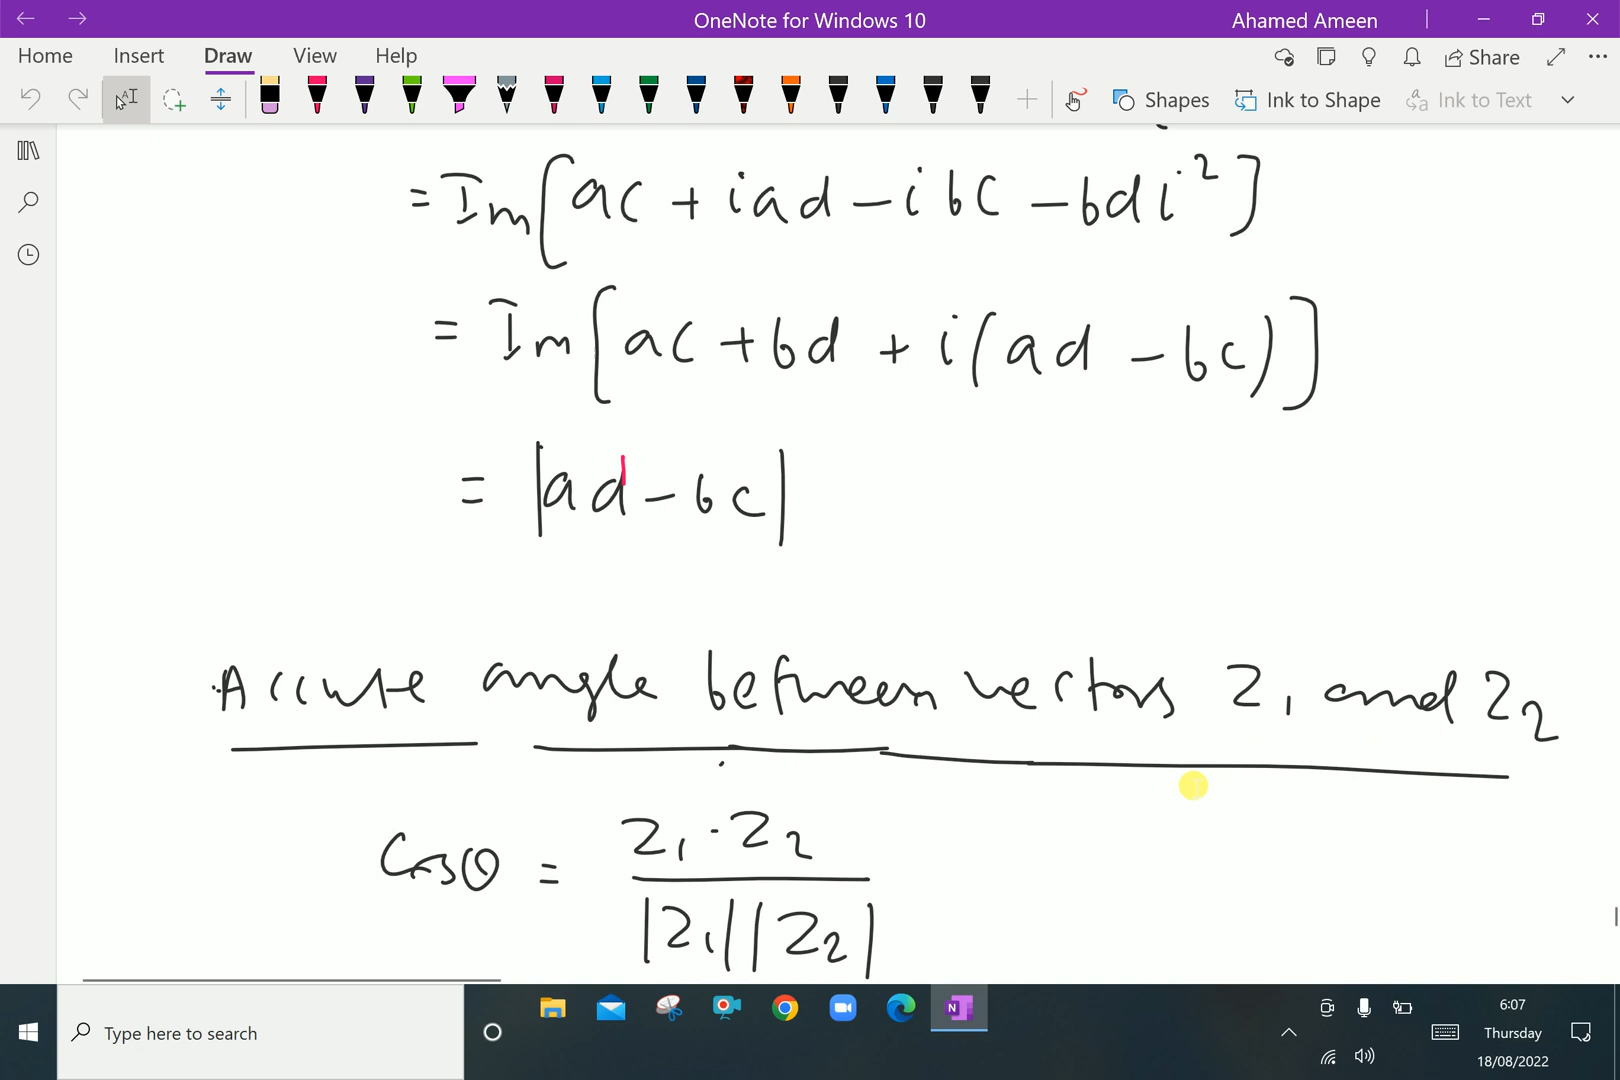 OneNote for Windows 10
Ahamed Ameen
Home Insert Draw View Help
Share
Shapes Ink to Shape Ink to Text
= Im[ac + iad - ibc - bdi²]
= Im[ac + bd + i(ad - bc)]
= |ad - bc|
Accute angle between vectors Z₁ and Z₂
Cosθ = Z₁ · Z₂
|Z₁| |Z₂|
Type here to search
6:07
Thursday
18/08/2022